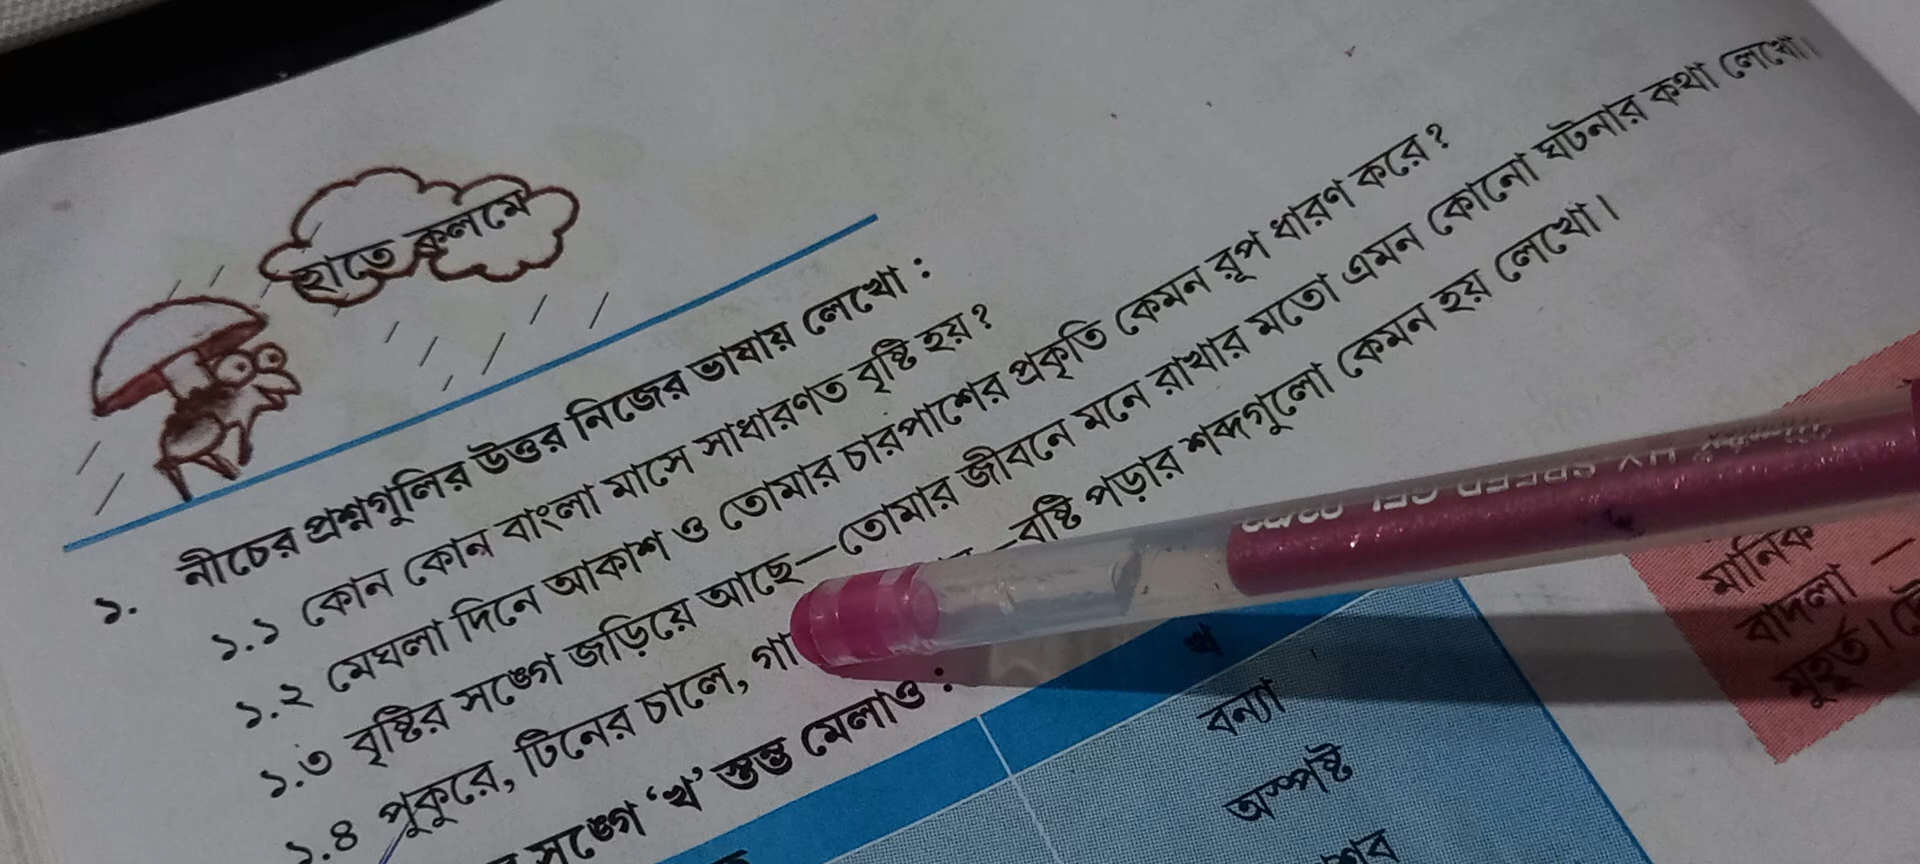 হাতে কলমে
১. নীচের প্রশ্নগুলির উত্তর নিজের ভাষায় লেখো :
১.১ কোন কোন বাংলা মাসে সাধারণত বৃষ্টি হয়?
১.২ মেঘলা দিনে আকাশ ও তোমার চারপাশের প্রকৃতি কেমন রূপ ধারণ করে?
১.৩ বৃষ্টির সঙ্গে জড়িয়ে আছে—তোমার জীবনে মনে রাখার মতো এমন কোনো ঘটনার কথা লেখো।
১.৪ পুকুরে, টিনের চালে, —বৃষ্টি পড়ার শব্দগুলো কেমন হয় লেখো।
সঙ্গে ‘খ’ স্তম্ভ মেলাও :
খ
বন্যা
অস্পষ্ট
মানিক
বাদলা —
মুহূর্ত।